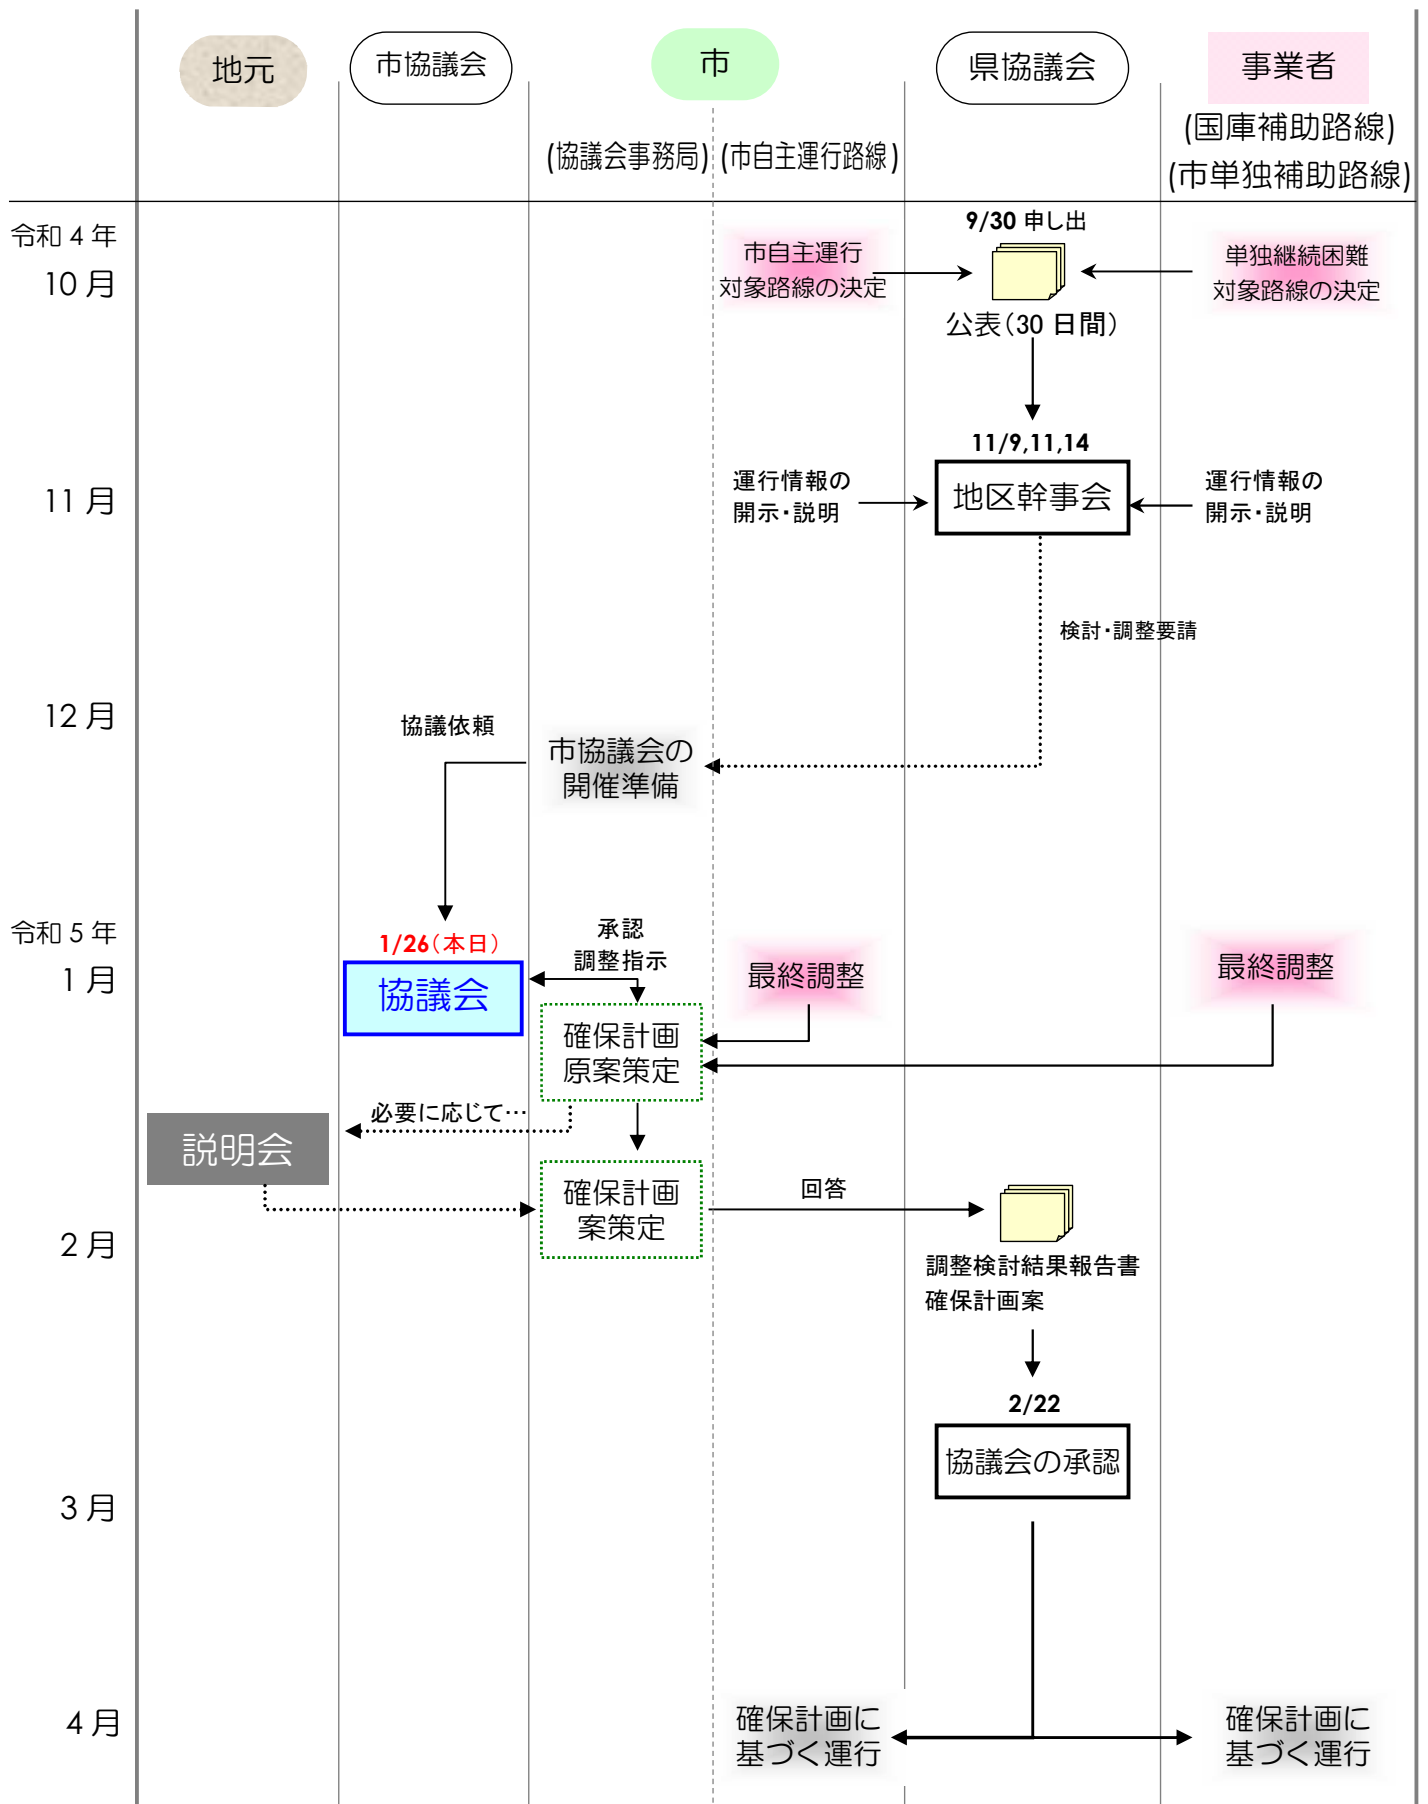 地元
市協議会
市
県協議会
事業者
(国庫補助路線)
(協議会事務局)
(市自主運行路線)
(市単独補助路線)
令和4年
10月
9/30 申し出
市自主運行
対象路線の決定
単独継続困難
対象路線の決定
公表(30日間)
11月
11/9,11,14
運行情報の
開示・説明
地区幹事会
運行情報の
開示・説明
検討・調整要請
12月
協議依頼
市協議会の
開催準備
令和5年
1月
1/26(本日)
協議会
承認
調整指示
最終調整
最終調整
確保計画
原案策定
必要に応じて…
説明会
確保計画
案策定
回答
2月
調整検討結果報告書
確保計画案
2/22
協議会の承認
3月
4月
確保計画に
基づく運行
確保計画に
基づく運行